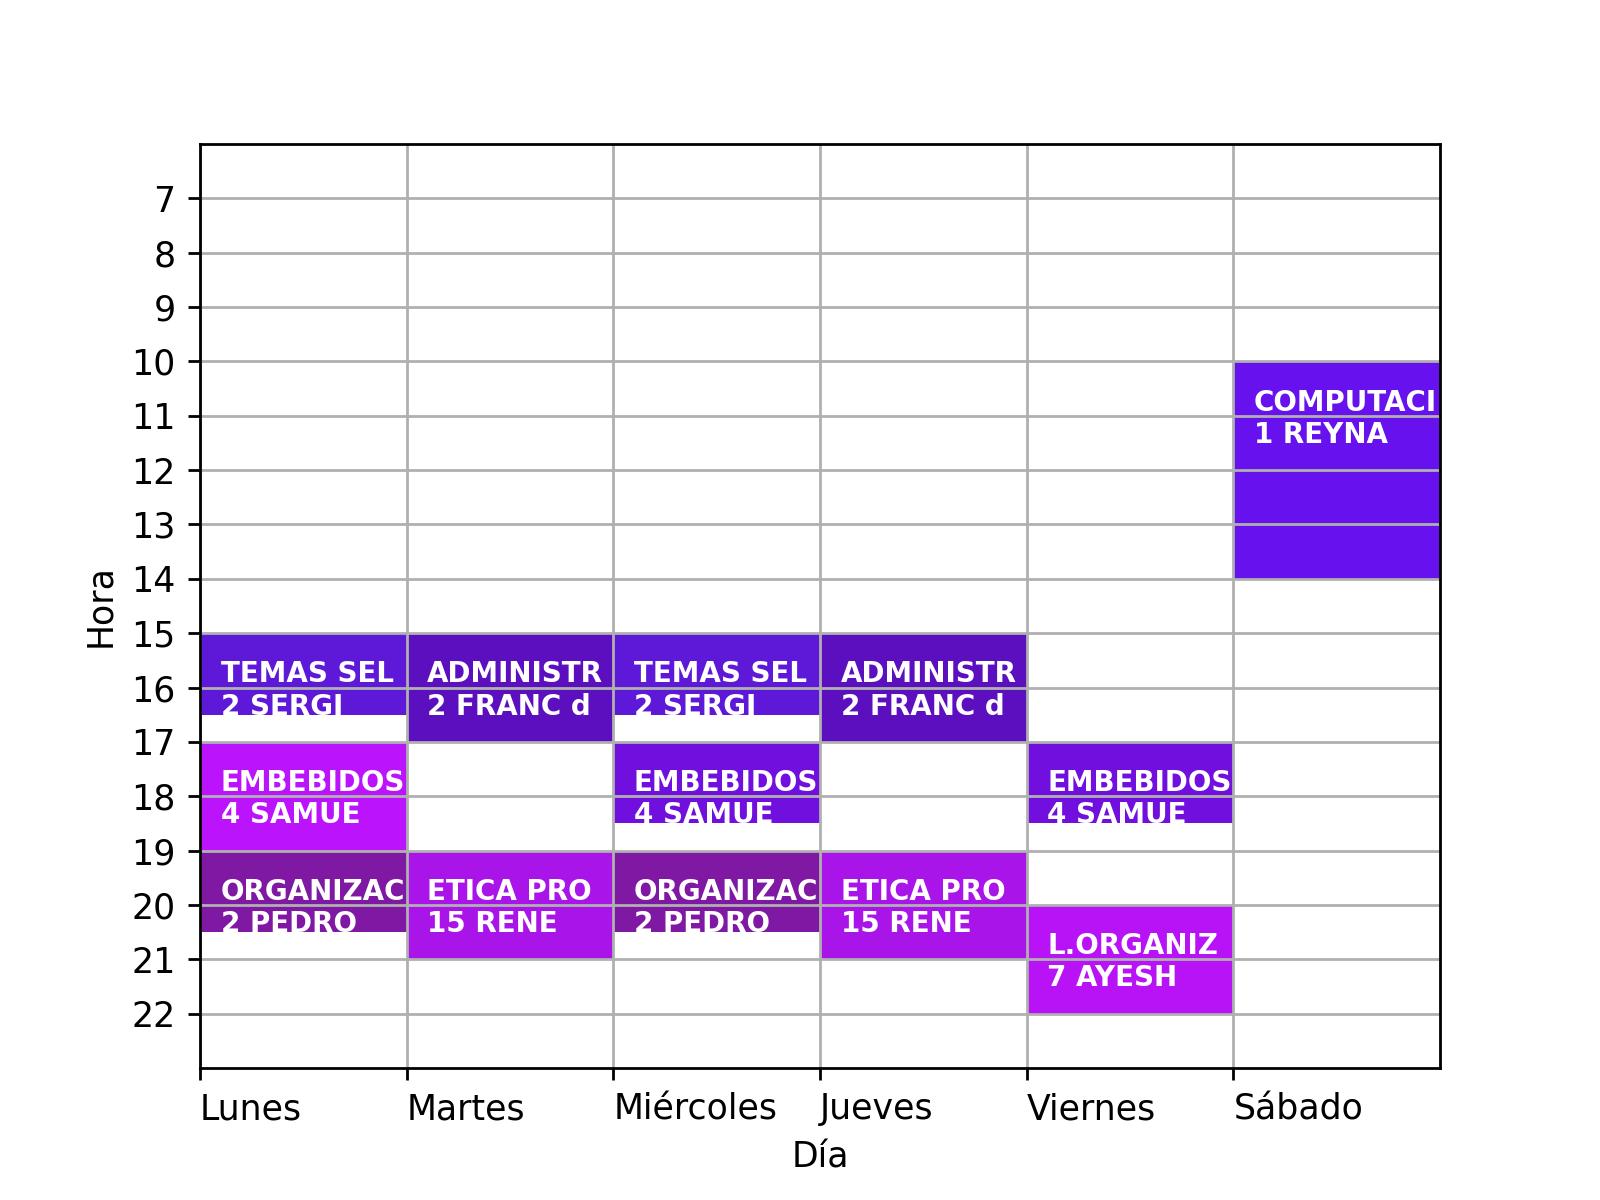 7
8
9
10
COMPUTACI
11
1 REYNA
12
13
14
Hora
15
TEMAS SEL
ADMINISTR
TEMAS SEL
ADMINISTR
16
2 SERGI
2 FRANC d
2 SERGI
2 FRANC d
17
EMBEBIDOS
EMBEBIDOS
EMBEBIDOS
18
4 SAMUE
4 SAMUE
4 SAMUE
19
ORGANIZAC
ETICA PRO
ORGANIZAC
ETICA PRO
20
2 PEDRO
15 RENE
2 PEDRO
15 RENE
L.ORGANIZ
21
7 AYESH
22
Lunes
Martes
Miércoles
Jueves
Viernes
Sábado
Día